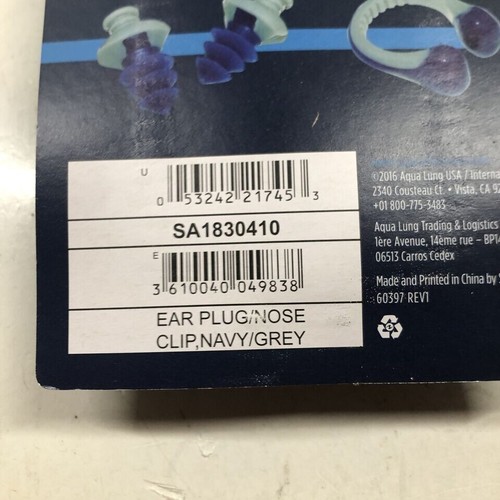 U
0 53242 21745 3
SA1830410
E
3 610040 049838
EAR PLUG/NOSE
CLIP,NAVY/GREY
©2016 Aqua Lung USA / Interna
2340 Cousteau Ct. • Vista, CA 92
+01 800-775-3483
Aqua Lung Trading & Logistics
1ère Avenue, 14ème rue – BP14
06513 Carros Cedex
Made and Printed in China by
60397 REV1